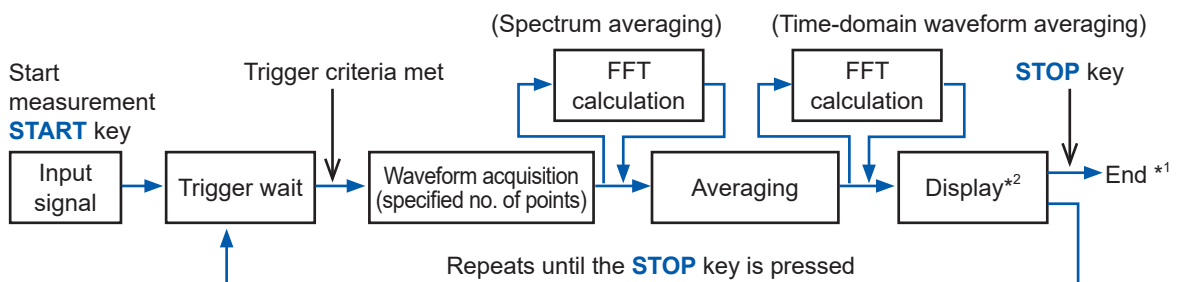 (Spectrum averaging)
(Time-domain waveform averaging)
Start
measurement
START key
Trigger criteria met
FFT
calculation
FFT
calculation
STOP key
Input
signal
Trigger wait
Waveform acquisition
(specified no. of points)
Averaging
Display*2
End *1
Repeats until the STOP key is pressed